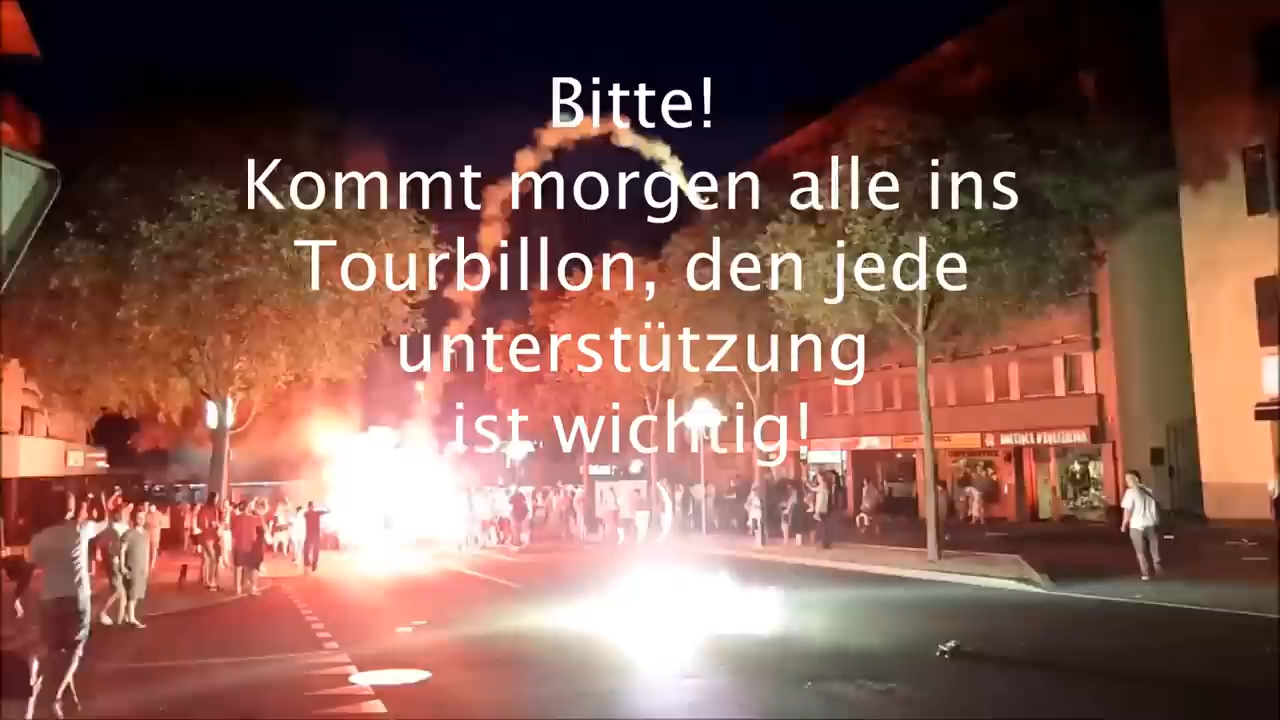 Bitte!
Kommt morgen alle ins
Tourbillon, den jede
unterstützung
ist wichtig!